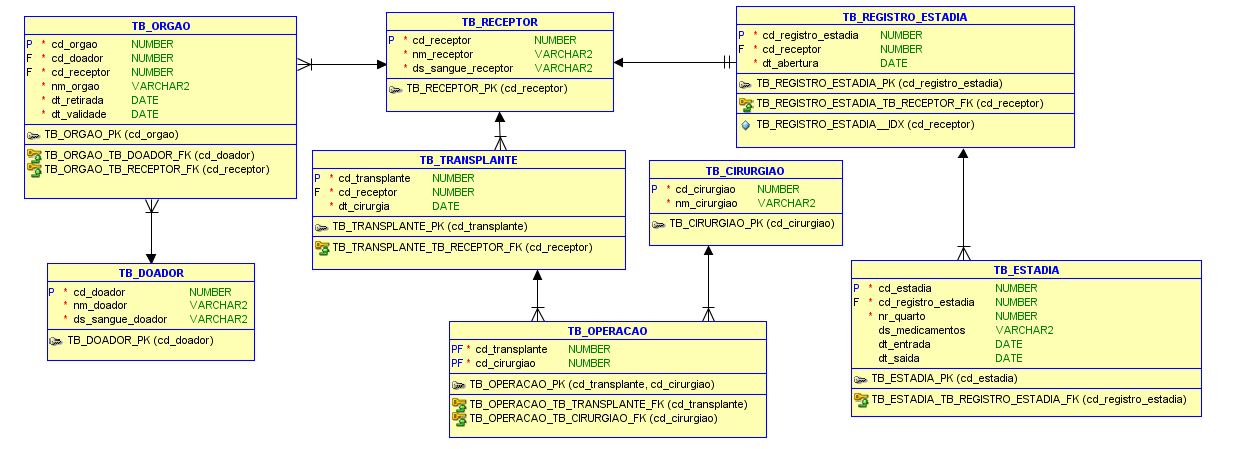 TB_ORGAO
P * cd_orgao NUMBER
F * cd_doador NUMBER
F * cd_receptor NUMBER
* nm_orgao VARCHAR2
* dt_retirada DATE
* dt_validade DATE
TB_ORGAO_PK (cd_orgao)
TB_ORGAO_TB_DOADOR_FK (cd_doador)
TB_ORGAO_TB_RECEPTOR_FK (cd_receptor)
TB_RECEPTOR
P * cd_receptor NUMBER
* nm_receptor VARCHAR2
* ds_sangue_receptor VARCHAR2
TB_RECEPTOR_PK (cd_receptor)
TB_REGISTRO_ESTADIA
P * cd_registro_estadia NUMBER
F * cd_receptor NUMBER
* dt_abertura DATE
TB_REGISTRO_ESTADIA_PK (cd_registro_estadia)
TB_REGISTRO_ESTADIA_TB_RECEPTOR_FK (cd_receptor)
TB_REGISTRO_ESTADIA__IDX (cd_receptor)
TB_TRANSPLANTE
P * cd_transplante NUMBER
F * cd_receptor NUMBER
* dt_cirurgia DATE
TB_TRANSPLANTE_PK (cd_transplante)
TB_TRANSPLANTE_TB_RECEPTOR_FK (cd_receptor)
TB_CIRURGIAO
P * cd_cirurgiao NUMBER
* nm_cirurgiao VARCHAR2
TB_CIRURGIAO_PK (cd_cirurgiao)
TB_DOADOR
P * cd_doador NUMBER
* nm_doador VARCHAR2
* ds_sangue_doador VARCHAR2
TB_DOADOR_PK (cd_doador)
TB_OPERACAO
PF * cd_transplante NUMBER
PF * cd_cirurgiao NUMBER
TB_OPERACAO_PK (cd_transplante, cd_cirurgiao)
TB_OPERACAO_TB_TRANSPLANTE_FK (cd_transplante)
TB_OPERACAO_TB_CIRURGIAO_FK (cd_cirurgiao)
TB_ESTADIA
P * cd_estadia NUMBER
F * cd_registro_estadia NUMBER
* nr_quarto NUMBER
ds_medicamentos VARCHAR2
dt_entrada DATE
dt_saida DATE
TB_ESTADIA_PK (cd_estadia)
TB_ESTADIA_TB_REGISTRO_ESTADIA_FK (cd_registro_estadia)